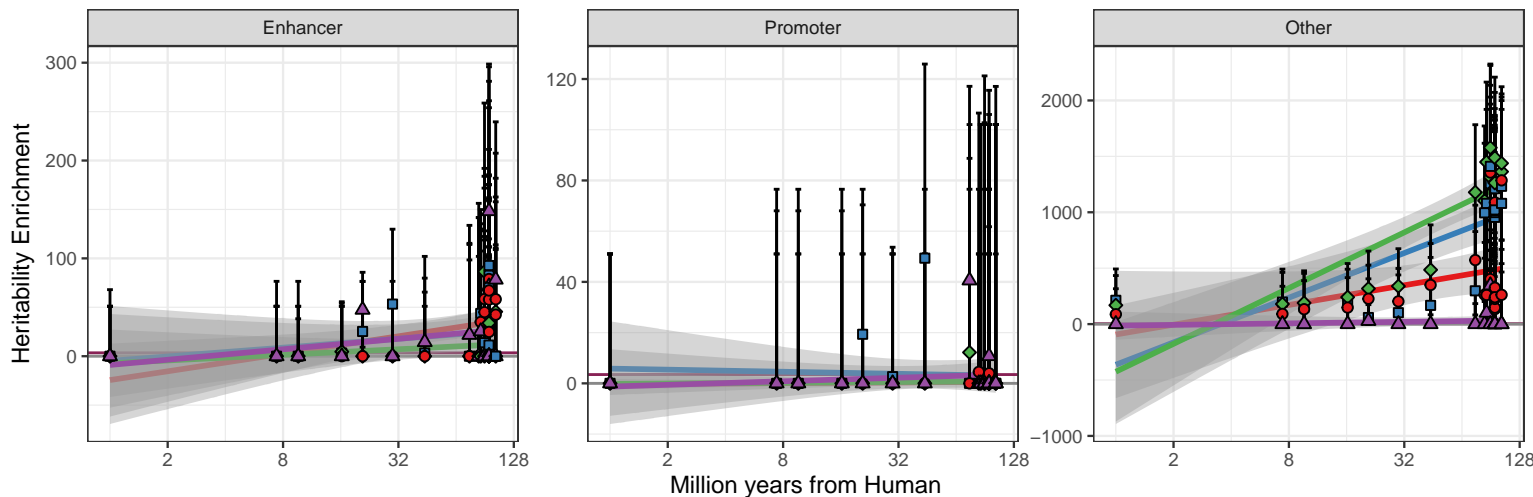 Enhancer
Promoter
Other
Heritability Enrichment
300
200
100
0
120
80
40
0
2000
1000
0
−1000
2 8 32 128
2 8 32 128
2 8 32 128
Million years from Human